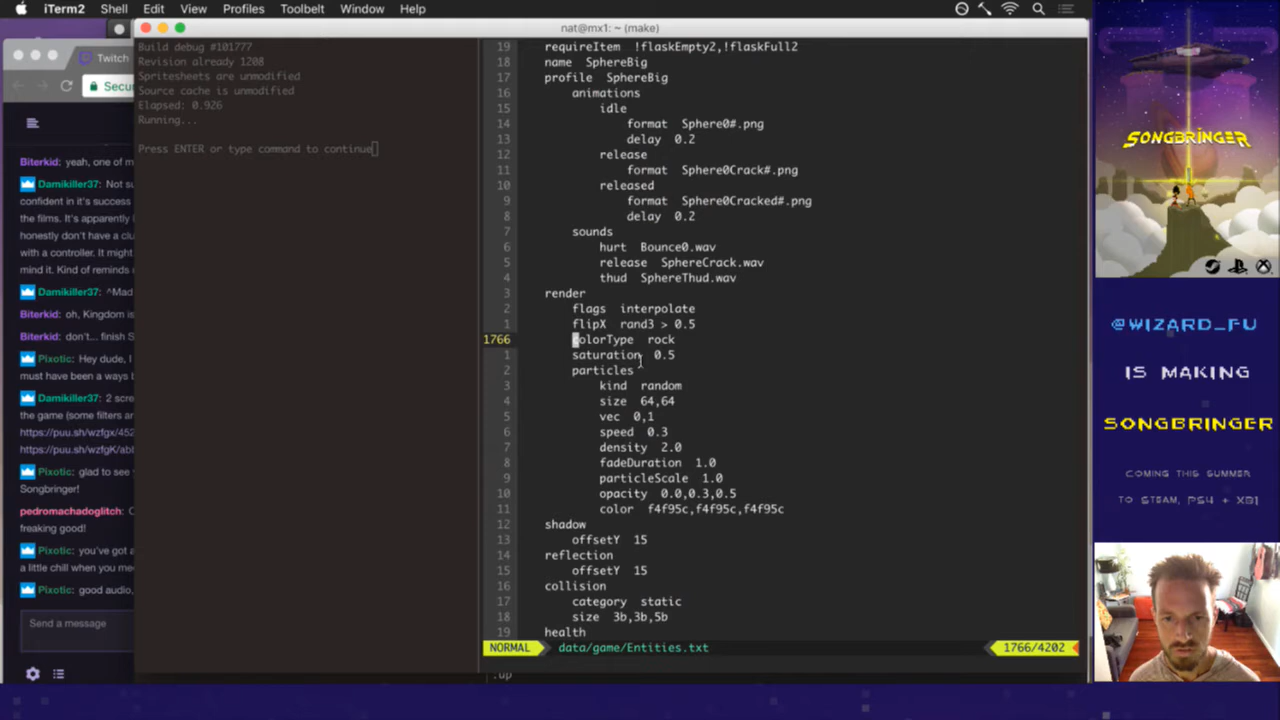 iTerm2 Shell Edit View Profiles Toolbelt Window Help
nat@mx1: ~ (make)
Twitch
Secu
Biterkid: yeah, one of m
Damikiller37: Not su
confident in it's success
the films. It's apparently
honestly don't have a clu
with a controller. It might
mind it. Kind of reminds
Damikiller37: ^Mad
Biterkid: oh, Kingdom is
Biterkid: don't... finish S
Pixotic: Hey dude, I
must have been a ways b
Damikiller37: 2 scre
the game (some filters ar
https://puu.sh/wzfgx/452
https://puu.sh/wzfgK/abb
Pixotic: glad to see
Songbringer!
pedromachadoglitch: C
freaking good!
Pixotic: you've got a
a little chill when you me
Pixotic: good audio,
Send a message
Build debug #101777
Revision already 1208
Spritesheets are unmodified
Source cache is unmodified
Elapsed: 0.926
Running...
Press ENTER or type command to continue
19 requireItem !flaskEmpty2,!flaskFull2
18 name SphereBig
17 profile SphereBig
16 animations
15 idle
14 format Sphere0#.png
13 delay 0.2
12 release
11 format Sphere0Crack#.png
10 released
9 format Sphere0Cracked#.png
8 delay 0.2
7 sounds
6 hurt Bounce0.wav
5 release SphereCrack.wav
4 thud SphereThud.wav
3 render
2 flags interpolate
1 flipX rand3 > 0.5
1766 colorType rock
1 saturation 0.5
2 particles
3 kind random
4 size 64,64
5 vec 0,1
6 speed 0.3
7 density 2.0
8 fadeDuration 1.0
9 particleScale 1.0
10 opacity 0.0,0.3,0.5
11 color f4f95c,f4f95c,f4f95c
12 shadow
13 offsetY 15
14 reflection
15 offsetY 15
16 collision
17 category static
18 size 3b,3b,5b
19 health
NORMAL data/game/Entities.txt 1766/4202
SONGBRINGER
@WIZARD_FU
IS MAKING
SONGBRINGER
COMING THIS SUMMER
TO STEAM, PS4 + XB1